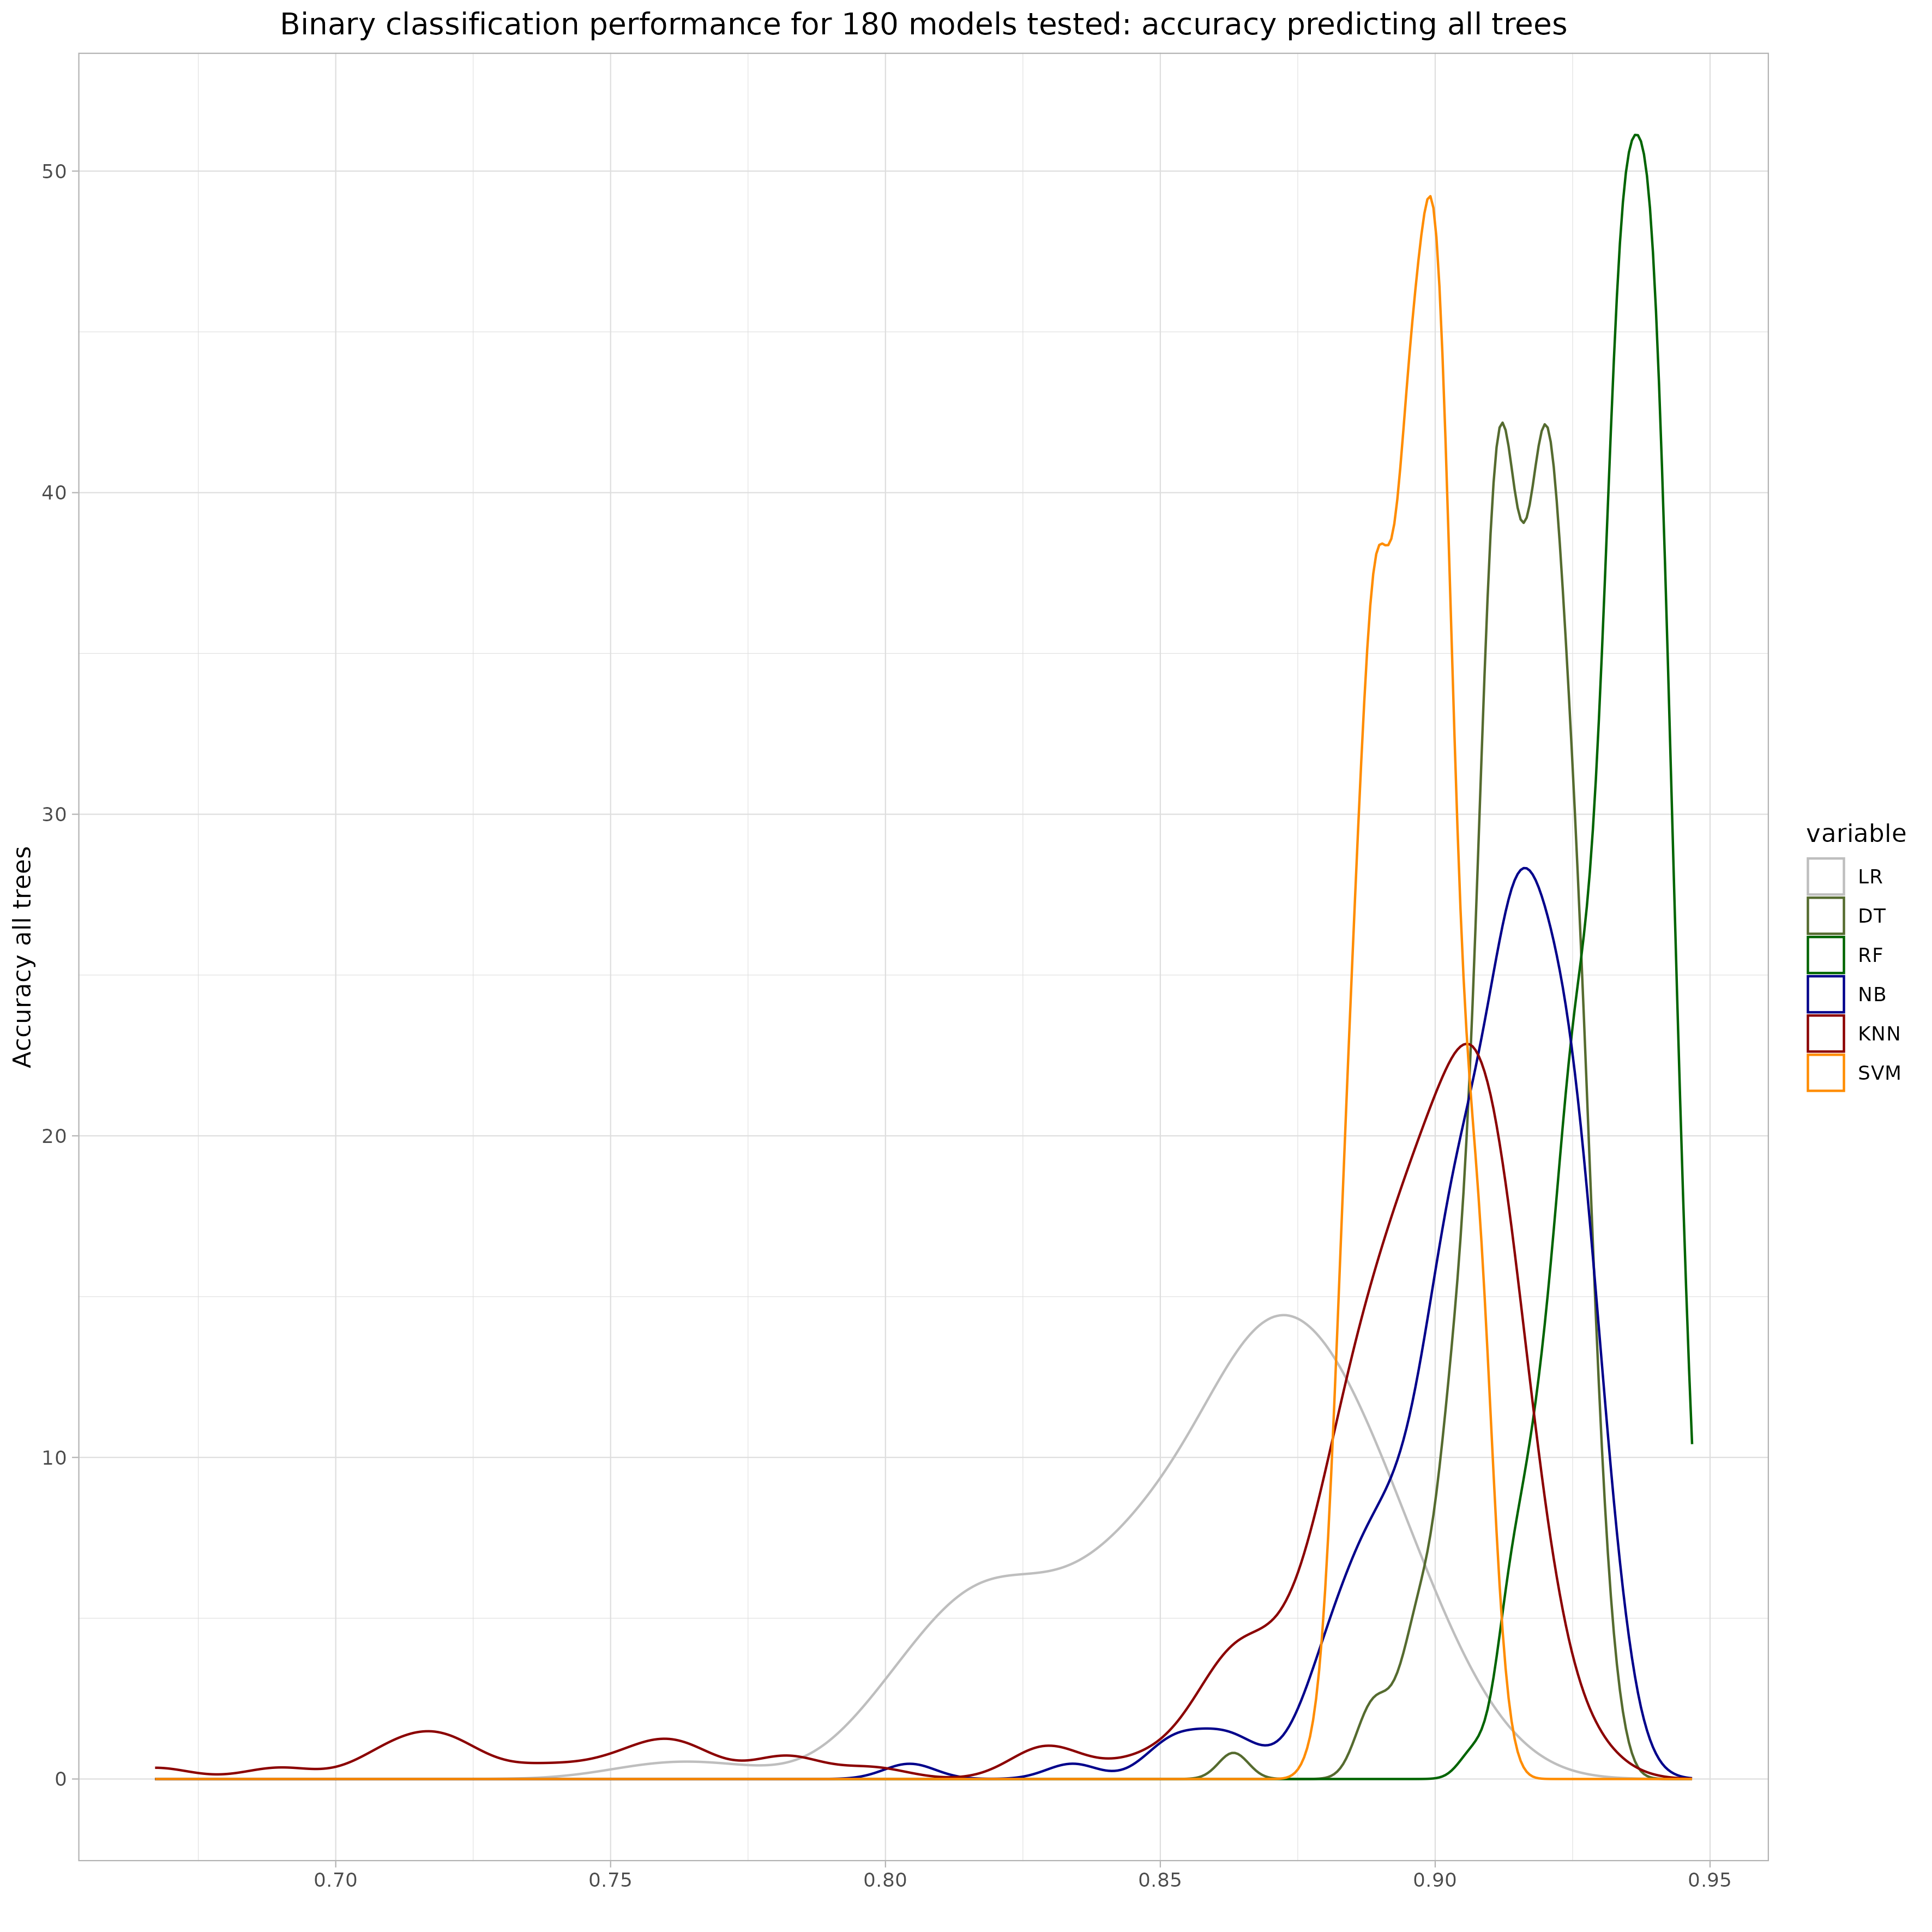 Binary classification performance for 180 models tested: accuracy predicting all trees
Accuracy all trees
50
40
30
20
10
0
0.70
0.75
0.80
0.85
0.90
0.95
variable
LR
DT
RF
NB
KNN
SVM